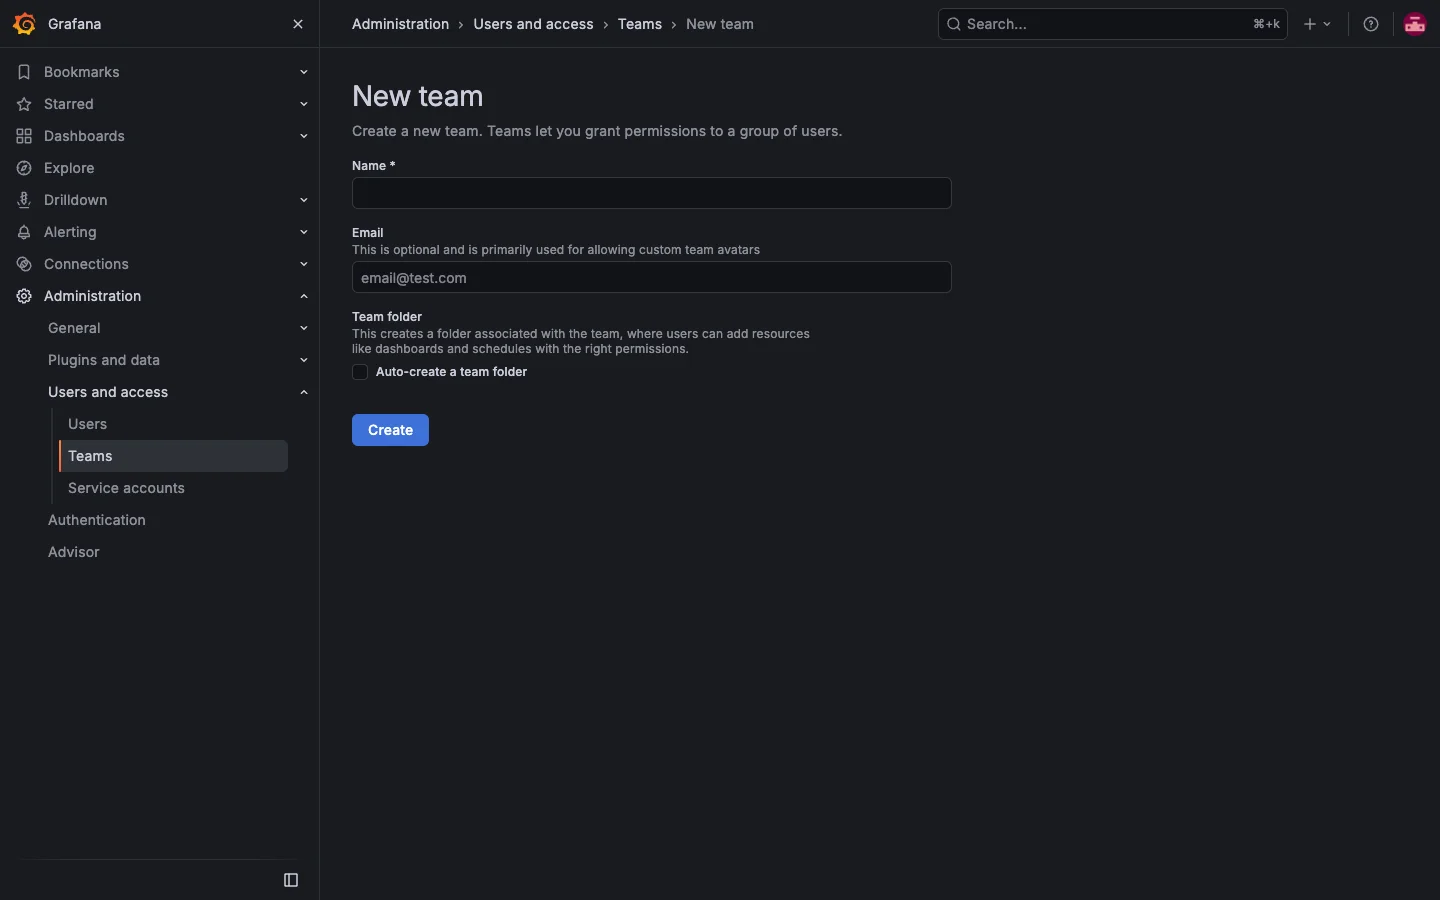 Grafana
Administration › Users and access › Teams › New team
Search...
⌘+k
Bookmarks
Starred
Dashboards
Explore
Drilldown
Alerting
Connections
Administration
General
Plugins and data
Users and access
Users
Teams
Service accounts
Authentication
Advisor
New team
Create a new team. Teams let you grant permissions to a group of users.
Name *
Email
This is optional and is primarily used for allowing custom team avatars
email@test.com
Team folder
This creates a folder associated with the team, where users can add resources
like dashboards and schedules with the right permissions.
Auto-create a team folder
Create